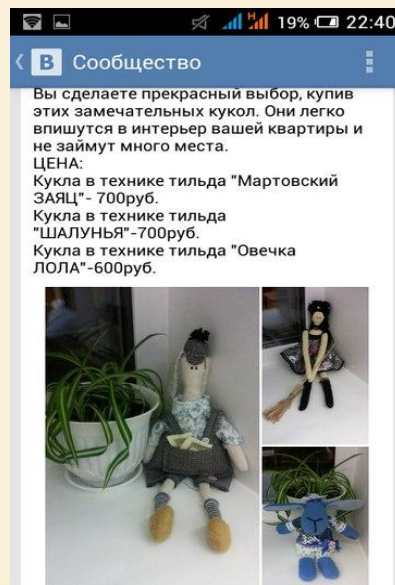 19% 22:40
В Сообщество
Вы сделаете прекрасный выбор, купив
этих замечательных кукол. Они легко
впишутся в интерьер вашей квартиры и
не займут много места.
ЦЕНА:
Кукла в технике тильда "Мартовский
ЗАЯЦ"- 700руб.
Кукла в технике тильда
"ШАЛУНЬЯ"-700руб.
Кукла в технике тильда "Овечка
ЛОЛА"-600руб.